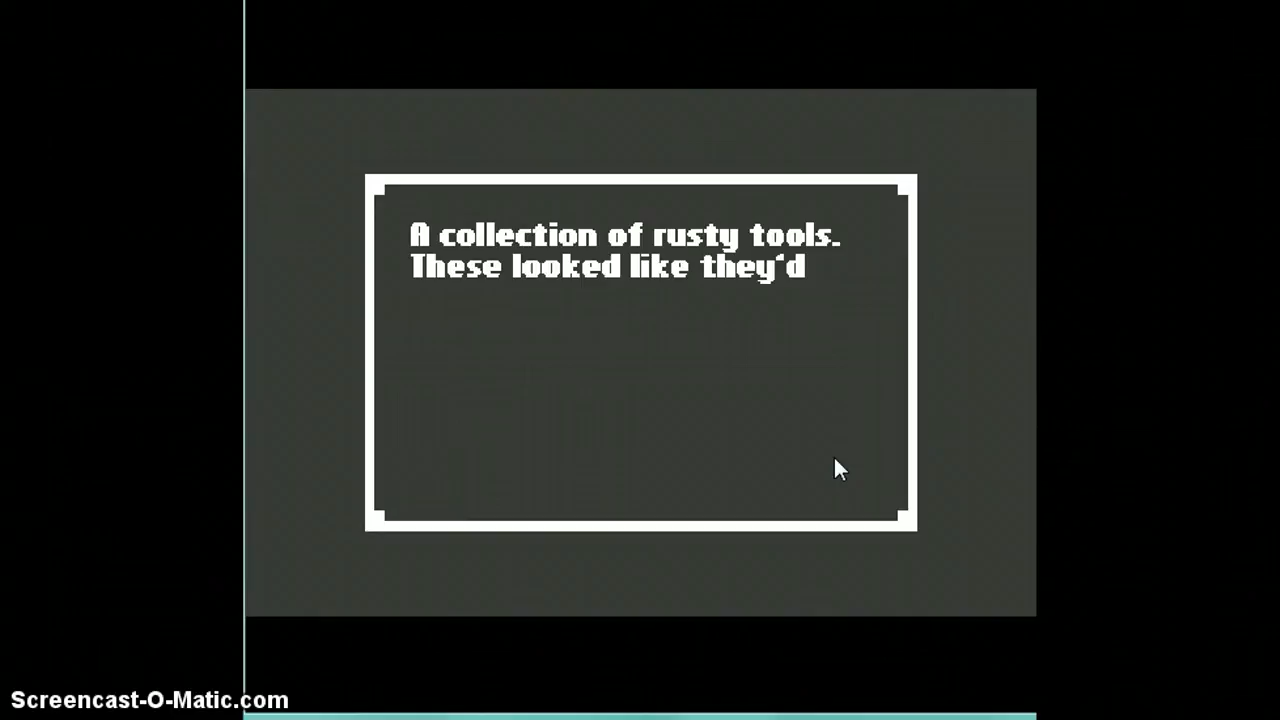 A collection of rusty tools.
These looked like they'd
Screencast-O-Matic.com